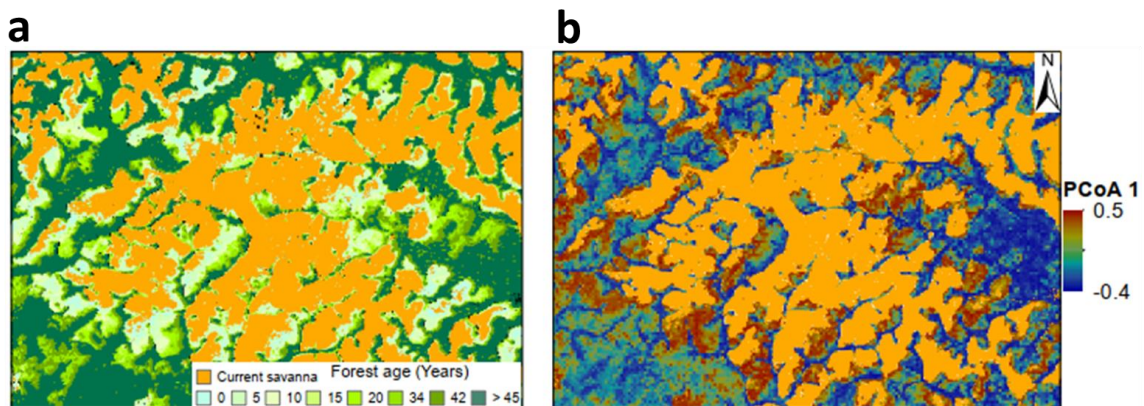 a
b
N
PCoA 1
0.5
-0.4
Current savanna Forest age (Years)
0 5 10 15 20 34 42 > 45